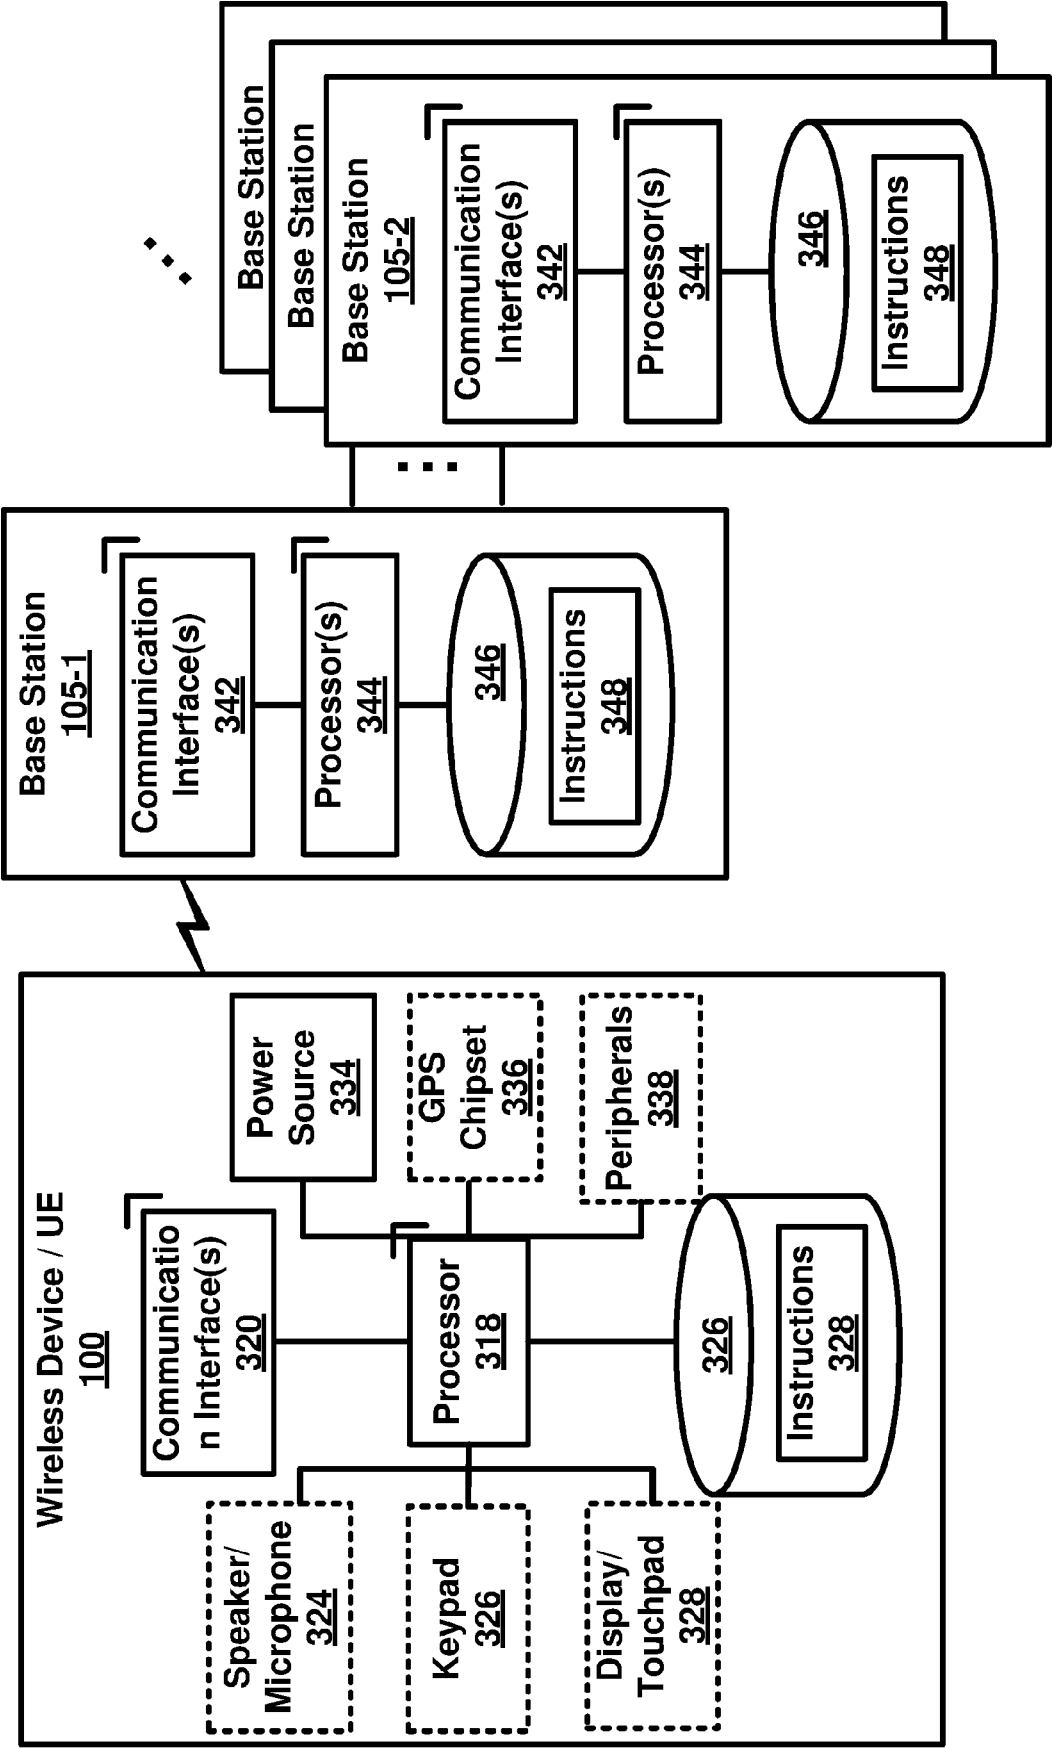 Wireless Device / UE
100
Communicatio
n Interface(s)
320
Speaker/
Microphone
324
Power
Source
334
Processor
318
Keypad
326
GPS
Chipset
336
Display/
Touchpad
328
Peripherals
338
326
Instructions
328
Base Station
105-1
Communication
Interface(s)
342
Processor(s)
344
346
Instructions
348
Base Station
Base Station
Base Station
105-2
Communication
Interface(s)
342
Processor(s)
344
346
Instructions
348